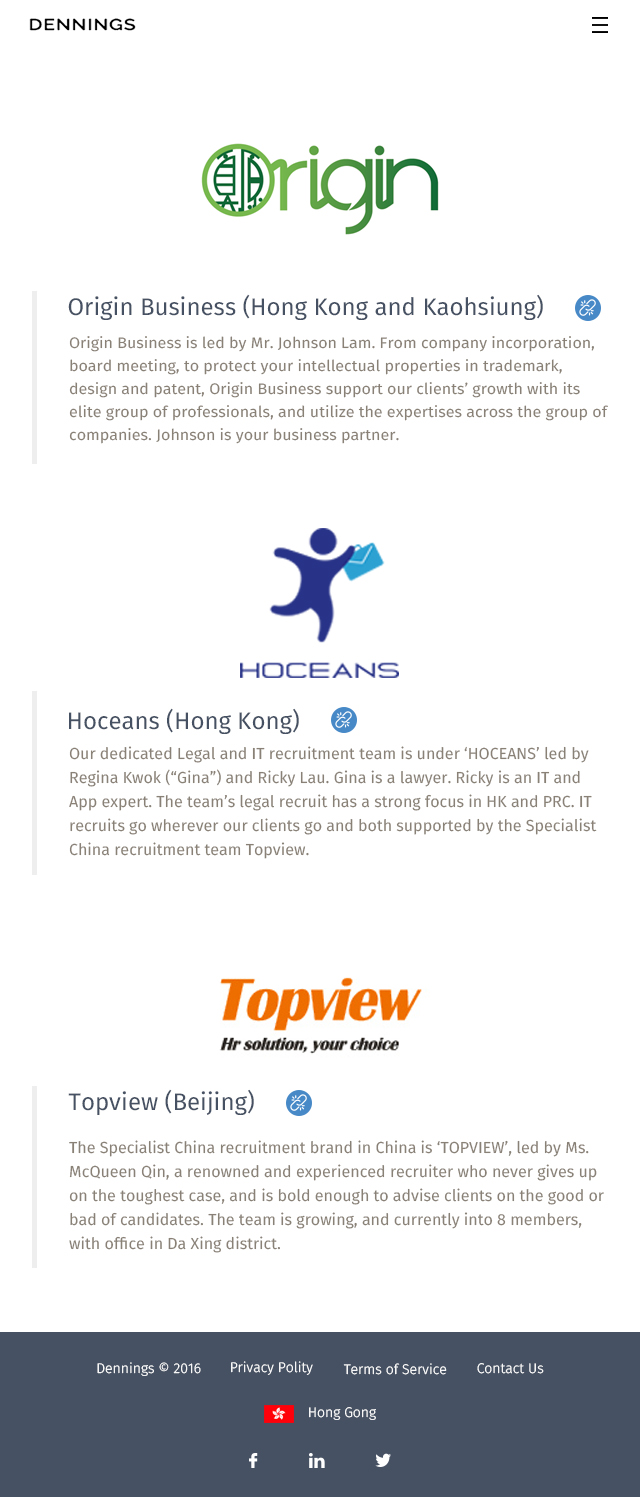 DENNINGS
Origin
Origin Business (Hong Kong and Kaohsiung)
Origin Business is led by Mr. Johnson Lam. From company incorporation,
board meeting, to protect your intellectual properties in trademark,
design and patent, Origin Business support our clients’ growth with its
elite group of professionals, and utilize the expertises across the group of
companies. Johnson is your business partner.
HOCEANS
Hoceans (Hong Kong)
Our dedicated Legal and IT recruitment team is under ‘HOCEANS’ led by
Regina Kwok (“Gina”) and Ricky Lau. Gina is a lawyer. Ricky is an IT and
App expert. The team’s legal recruit has a strong focus in HK and PRC. IT
recruits go wherever our clients go and both supported by the Specialist
China recruitment team Topview.
Topview
Hr solution, your choice
Topview (Beijing)
The Specialist China recruitment brand in China is ‘TOPVIEW’, led by Ms.
McQueen Qin, a renowned and experienced recruiter who never gives up
on the toughest case, and is bold enough to advise clients on the good or
bad of candidates. The team is growing, and currently into 8 members,
with office in Da Xing district.
Dennings © 2016 Privacy Polity Terms of Service Contact Us
Hong Gong